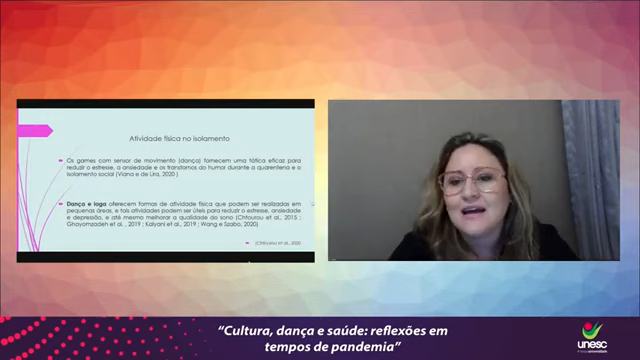 Atividade física no isolamento
Os games com sensor de movimento (dança) fornecem uma tática eficaz para
reduzir o estresse, a ansiedade e os transtornos do humor durante a quarentena e o
isolamento social (Viana e de Lira, 2020 )
Dança e ioga oferecem formas de atividade física que podem ser realizadas em
pequenas áreas, e tais atividades podem ser úteis para reduzir o estresse, ansiedade
e depressão, e até mesmo melhorar a qualidade do sono (Chtourou et al., 2015 ;
Ghayomzadeh et al. , 2019 ; Kalyani et al., 2019 ; Wang e Szabo, 2020)
(Chtourou et al., 2020
“Cultura, dança e saúde: reflexões em
tempos de pandemia”
unesc